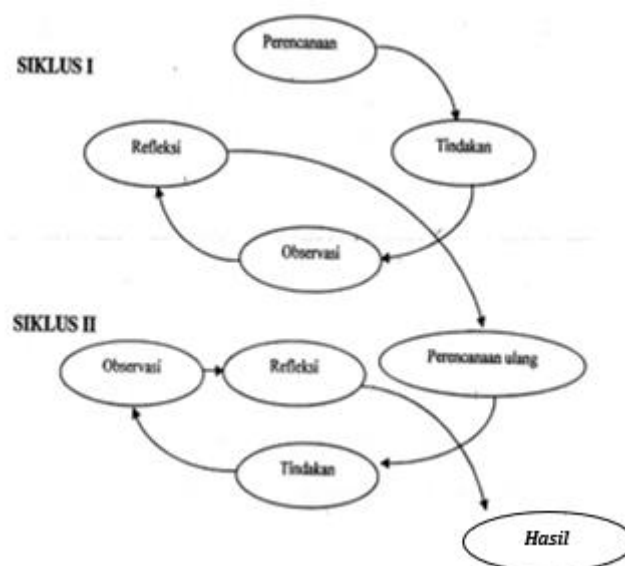 Perencanaan
SIKLUS I
Refleksi
Tindakan
Observasi
SIKLUS II
Perencanaan ulang
Observasi
Refleksi
Tindakan
Hasil